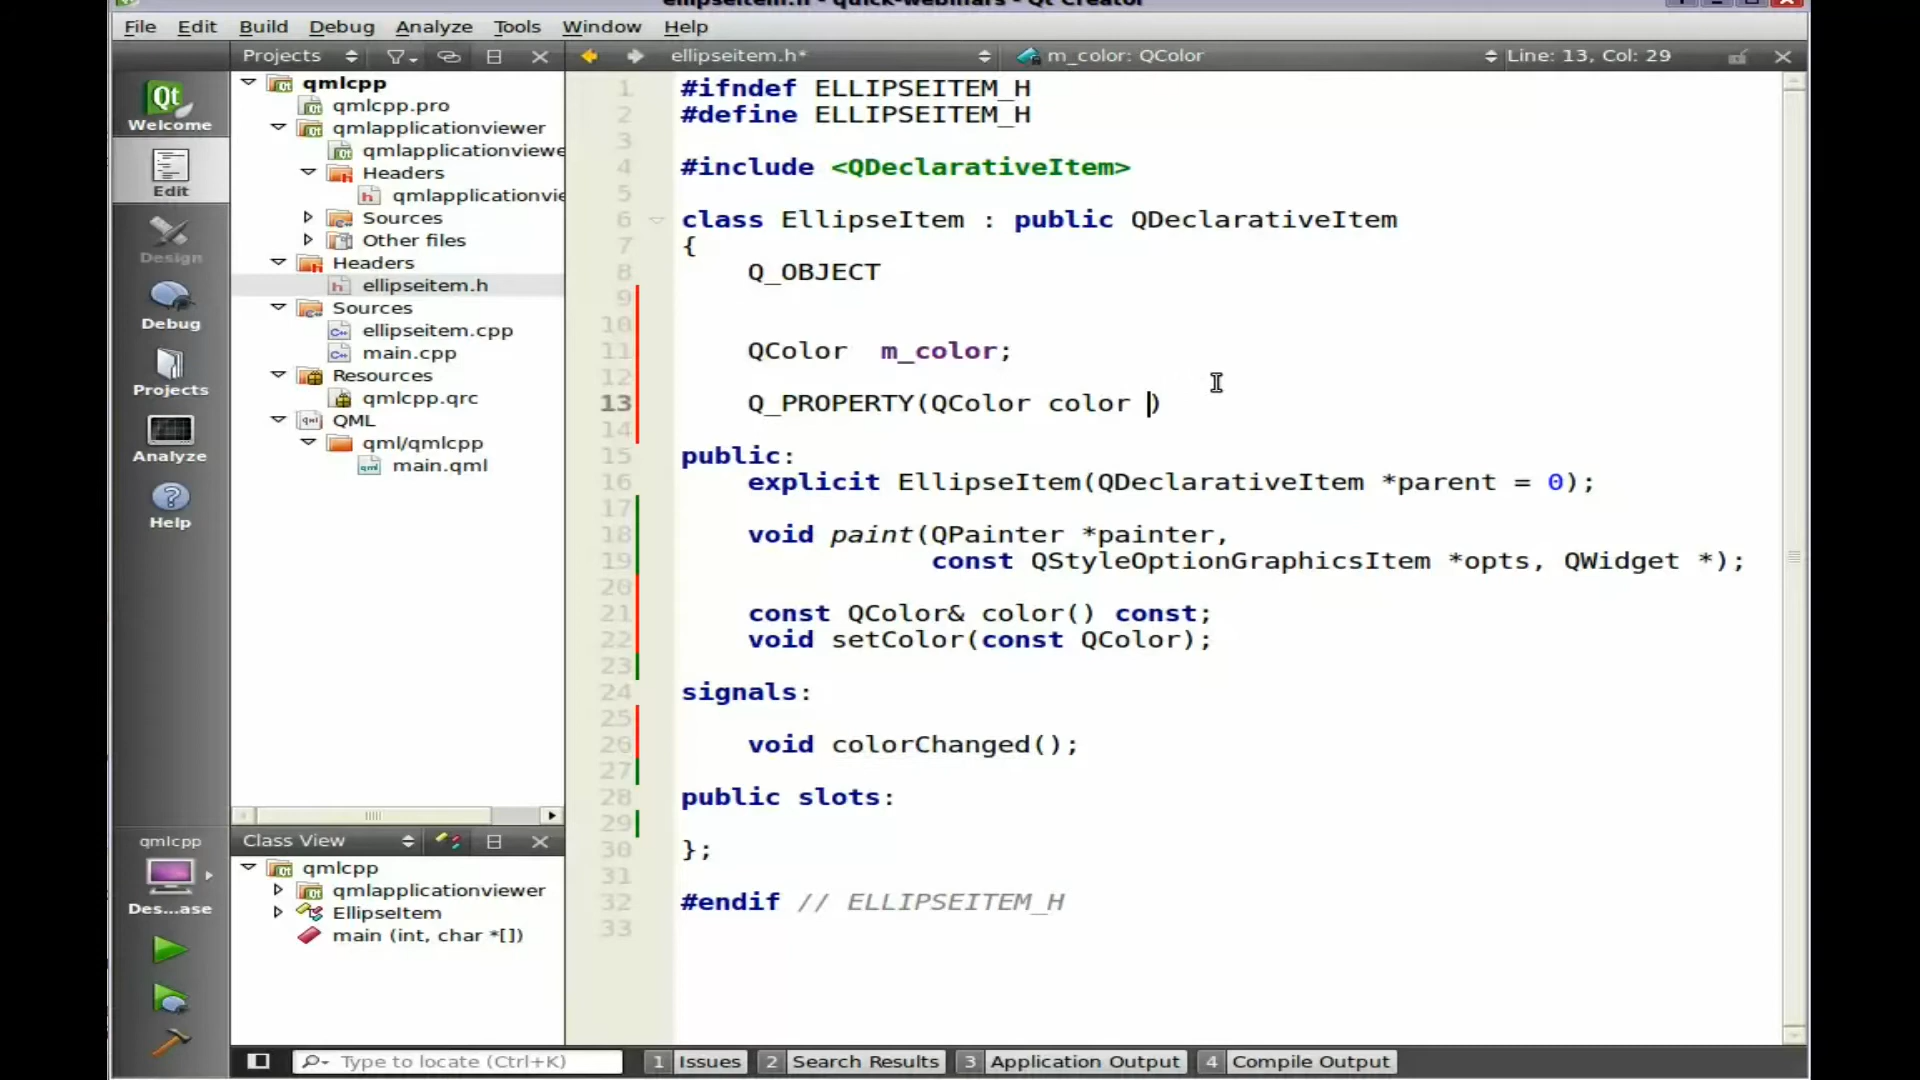 ellipseitem.h - quick-webinars - Qt Creator
File Edit Build Debug Analyze Tools Window Help
Projects ellipseitem.h* m_color: QColor Line: 13, Col: 29
Welcome
Edit
Design
Debug
Projects
Analyze
Help
qmlcpp
Des...ase
qmlcpp
qmlcpp.pro
qmlapplicationviewer
qmlapplicationviewe
Headers
qmlapplicationvie
Sources
Other files
Headers
ellipseitem.h
Sources
ellipseitem.cpp
main.cpp
Resources
qmlcpp.qrc
QML
qml/qmlcpp
main.qml
Class View
qmlcpp
qmlapplicationviewer
EllipseItem
main (int, char *[])
1 #ifndef ELLIPSEITEM_H
2 #define ELLIPSEITEM_H
3
4 #include <QDeclarativeItem>
5
6 class EllipseItem : public QDeclarativeItem
7 {
8 Q_OBJECT
9
10
11 QColor m_color;
12
13 Q_PROPERTY(QColor color )
14
15 public:
16 explicit EllipseItem(QDeclarativeItem *parent = 0);
17
18 void paint(QPainter *painter,
19 const QStyleOptionGraphicsItem *opts, QWidget *);
20
21 const QColor& color() const;
22 void setColor(const QColor);
23
24 signals:
25
26 void colorChanged();
27
28 public slots:
29
30 };
31
32 #endif // ELLIPSEITEM_H
33
Type to locate (Ctrl+K) 1 Issues 2 Search Results 3 Application Output 4 Compile Output